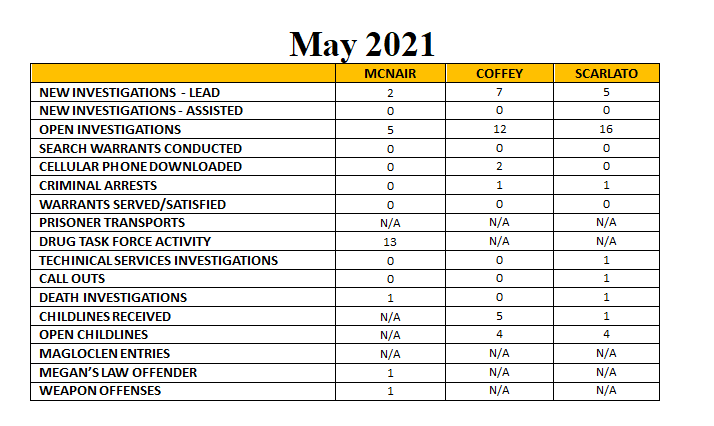 May 2021
MCNAIR COFFEY SCARLATO
NEW INVESTIGATIONS - LEAD 2 7 5
NEW INVESTIGATIONS - ASSISTED 0 0 0
OPEN INVESTIGATIONS 5 12 16
SEARCH WARRANTS CONDUCTED 0 0 0
CELLULAR PHONE DOWNLOADED 0 2 0
CRIMINAL ARRESTS 0 1 1
WARRANTS SERVED/SATISFIED 0 0 0
PRISONER TRANSPORTS N/A N/A N/A
DRUG TASK FORCE ACTIVITY 13 N/A N/A
TECHINICAL SERVICES INVESTIGATIONS 0 0 1
CALL OUTS 0 0 1
DEATH INVESTIGATIONS 1 0 1
CHILDLINES RECEIVED N/A 5 1
OPEN CHILDLINES N/A 4 4
MAGLOCLEN ENTRIES N/A N/A N/A
MEGAN'S LAW OFFENDER 1 N/A N/A
WEAPON OFFENSES 1 N/A N/A